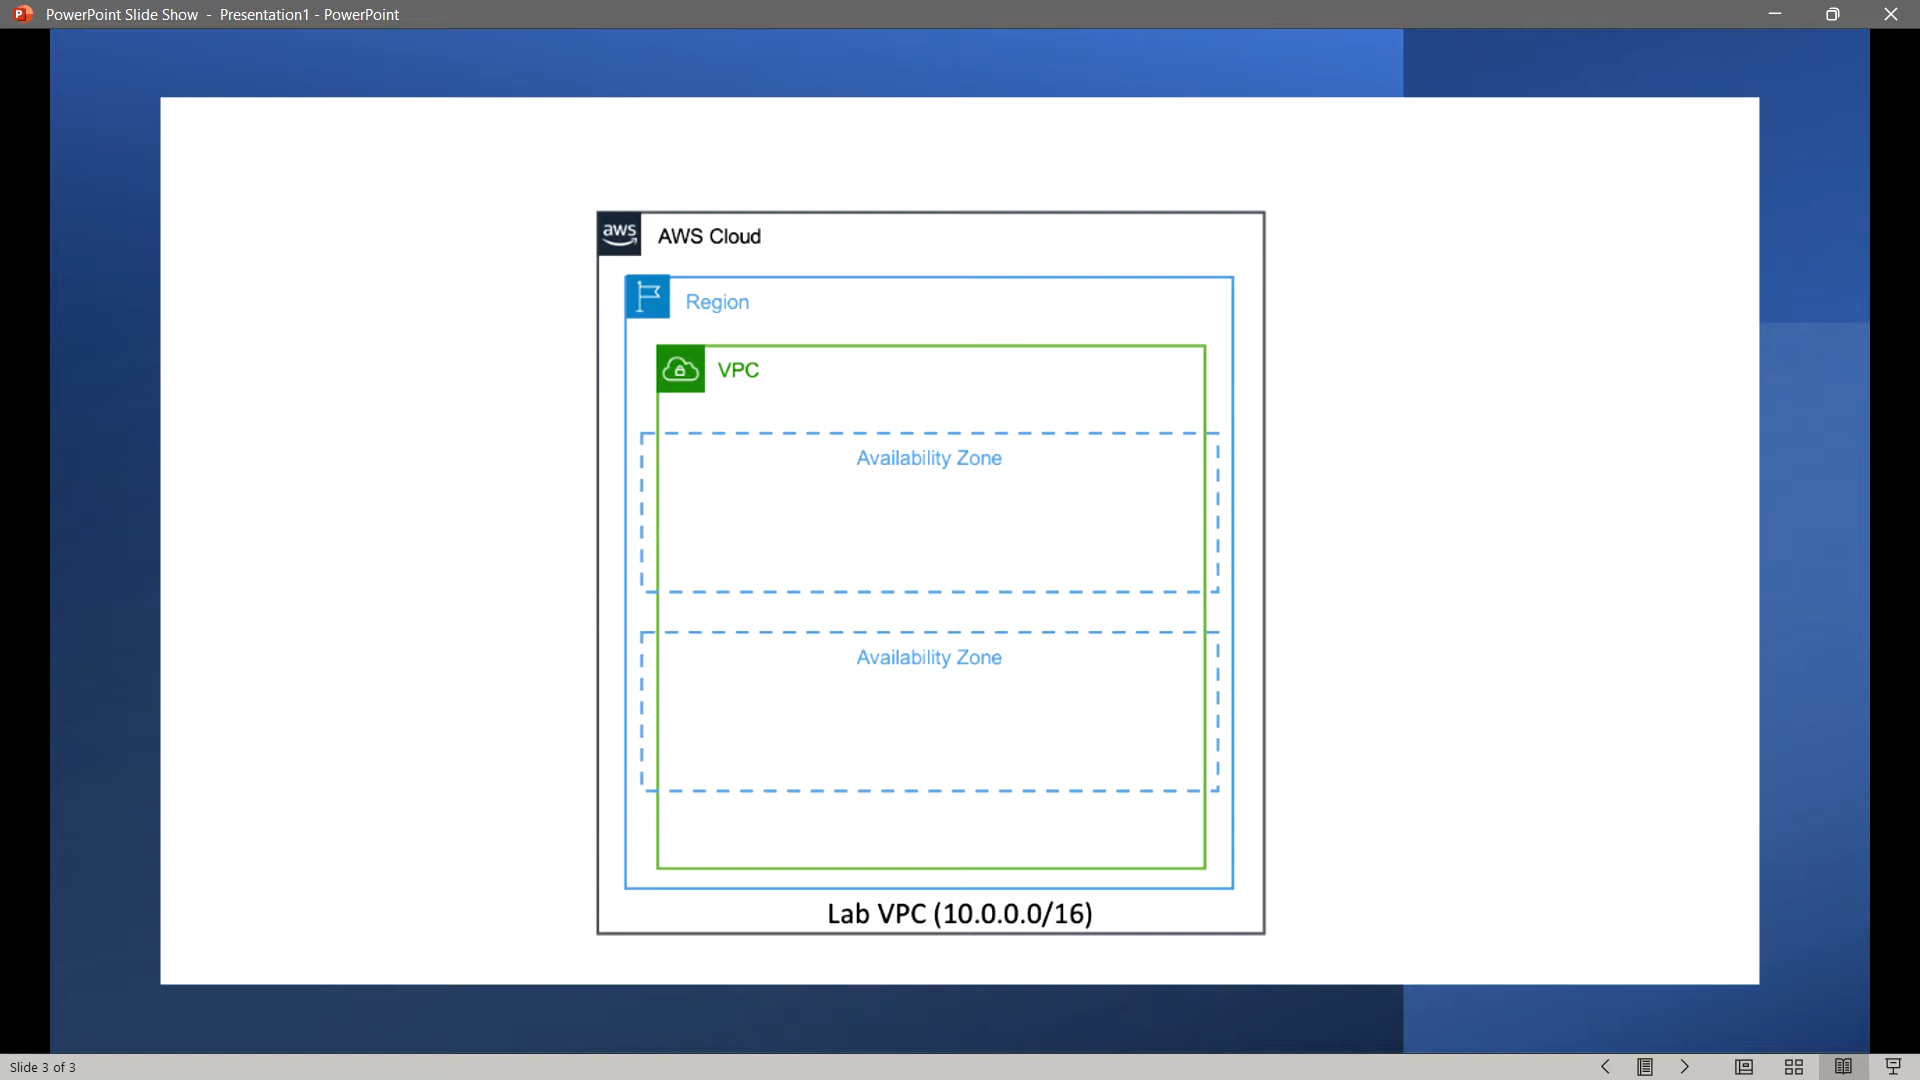 PowerPoint Slide Show - Presentation1 - PowerPoint
aws
AWS Cloud
Region
VPC
Availability Zone
Availability Zone
Lab VPC (10.0.0.0/16)
Slide 3 of 3